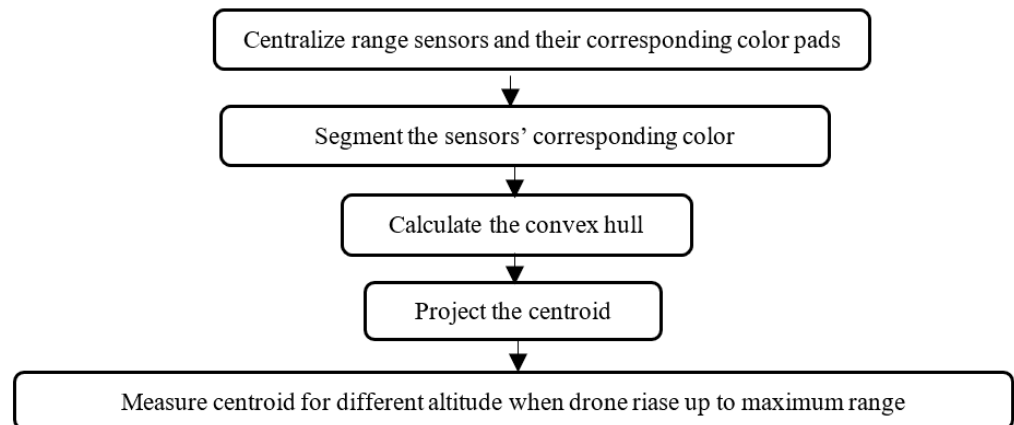 Centralize range sensors and their corresponding color pads
Segment the sensors’ corresponding color
Calculate the convex hull
Project the centroid
Measure centroid for different altitude when drone riase up to maximum range